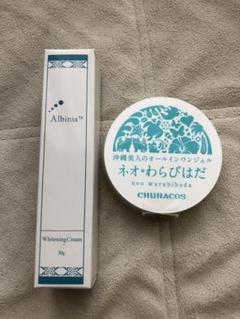 Albinia™
Whitening Cream
30g
沖縄美人のオールインワンジェル
ネオ*わらびはだ
neo warabihada
CHURACOS